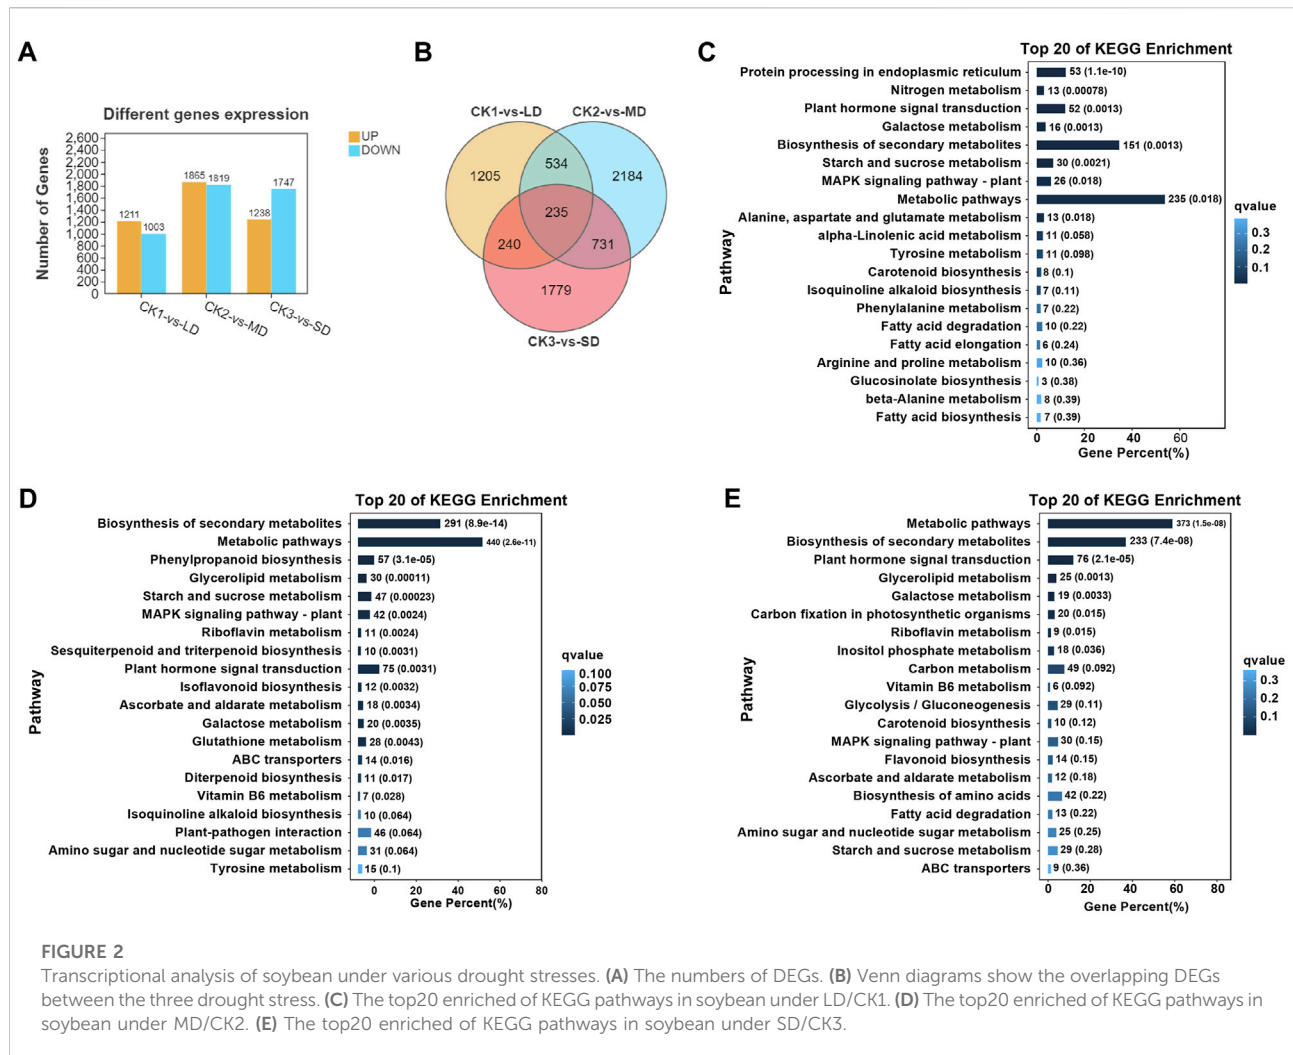 A
Different genes expression
UP
DOWN
Number of Genes
2,600
2,400
2,200
2,000
1,800
1,600
1,400
1,200
1,000
800
600
400
200
0
1211
1003
1865
1819
1238
1747
CK1-vs-LD
CK2-vs-MD
CK3-vs-SD
B
CK1-vs-LD
CK2-vs-MD
1205
534
2184
235
240
731
1779
CK3-vs-SD
C
Top 20 of KEGG Enrichment
Pathway
Protein processing in endoplasmic reticulum 53 (1.1e-10)
Nitrogen metabolism 13 (0.00078)
Plant hormone signal transduction 52 (0.0013)
Galactose metabolism 16 (0.0013)
Biosynthesis of secondary metabolites 151 (0.0013)
Starch and sucrose metabolism 30 (0.0021)
MAPK signaling pathway - plant 26 (0.018)
Metabolic pathways 235 (0.018)
Alanine, aspartate and glutamate metabolism 13 (0.018)
alpha-Linolenic acid metabolism 11 (0.058)
Tyrosine metabolism 11 (0.098)
Carotenoid biosynthesis 8 (0.1)
Isoquinoline alkaloid biosynthesis 7 (0.11)
Phenylalanine metabolism 7 (0.22)
Fatty acid degradation 10 (0.22)
Fatty acid elongation 6 (0.24)
Arginine and proline metabolism 10 (0.36)
Glucosinolate biosynthesis 3 (0.38)
beta-Alanine metabolism 8 (0.39)
Fatty acid biosynthesis 7 (0.39)
0 20 40 60
Gene Percent(%)
qvalue
0.3
0.2
0.1
D
Top 20 of KEGG Enrichment
Pathway
Biosynthesis of secondary metabolites 291 (8.9e-14)
Metabolic pathways 440 (2.6e-11)
Phenylpropanoid biosynthesis 57 (3.1e-05)
Glycerolipid metabolism 30 (0.00011)
Starch and sucrose metabolism 47 (0.00023)
MAPK signaling pathway - plant 42 (0.0024)
Riboflavin metabolism 11 (0.0024)
Sesquiterpenoid and triterpenoid biosynthesis 10 (0.0031)
Plant hormone signal transduction 75 (0.0031)
Isoflavonoid biosynthesis 12 (0.0032)
Ascorbate and aldarate metabolism 18 (0.0034)
Galactose metabolism 20 (0.0035)
Glutathione metabolism 28 (0.0043)
ABC transporters 14 (0.016)
Diterpenoid biosynthesis 11 (0.017)
Vitamin B6 metabolism 7 (0.028)
Isoquinoline alkaloid biosynthesis 10 (0.064)
Plant-pathogen interaction 46 (0.064)
Amino sugar and nucleotide sugar metabolism 31 (0.064)
Tyrosine metabolism 15 (0.1)
0 20 40 60 80
Gene Percent(%)
qvalue
0.100
0.075
0.050
0.025
E
Top 20 of KEGG Enrichment
Pathway
Metabolic pathways 373 (1.5e-08)
Biosynthesis of secondary metabolites 233 (7.4e-08)
Plant hormone signal transduction 76 (2.1e-05)
Glycerolipid metabolism 25 (0.0013)
Galactose metabolism 19 (0.0033)
Carbon fixation in photosynthetic organisms 20 (0.015)
Riboflavin metabolism 9 (0.015)
Inositol phosphate metabolism 18 (0.036)
Carbon metabolism 49 (0.092)
Vitamin B6 metabolism 6 (0.092)
Glycolysis / Gluconeogenesis 29 (0.11)
Carotenoid biosynthesis 10 (0.12)
MAPK signaling pathway - plant 30 (0.15)
Flavonoid biosynthesis 14 (0.15)
Ascorbate and aldarate metabolism 12 (0.18)
Biosynthesis of amino acids 42 (0.22)
Fatty acid degradation 13 (0.22)
Amino sugar and nucleotide sugar metabolism 25 (0.25)
Starch and sucrose metabolism 29 (0.28)
ABC transporters 9 (0.36)
0 20 40 60 80
Gene Percent(%)
qvalue
0.3
0.2
0.1
FIGURE 2
Transcriptional analysis of soybean under various drought stresses. (A) The numbers of DEGs. (B) Venn diagrams show the overlapping DEGs
between the three drought stress. (C) The top20 enriched of KEGG pathways in soybean under LD/CK1. (D) The top20 enriched of KEGG pathways in
soybean under MD/CK2. (E) The top20 enriched of KEGG pathways in soybean under SD/CK3.